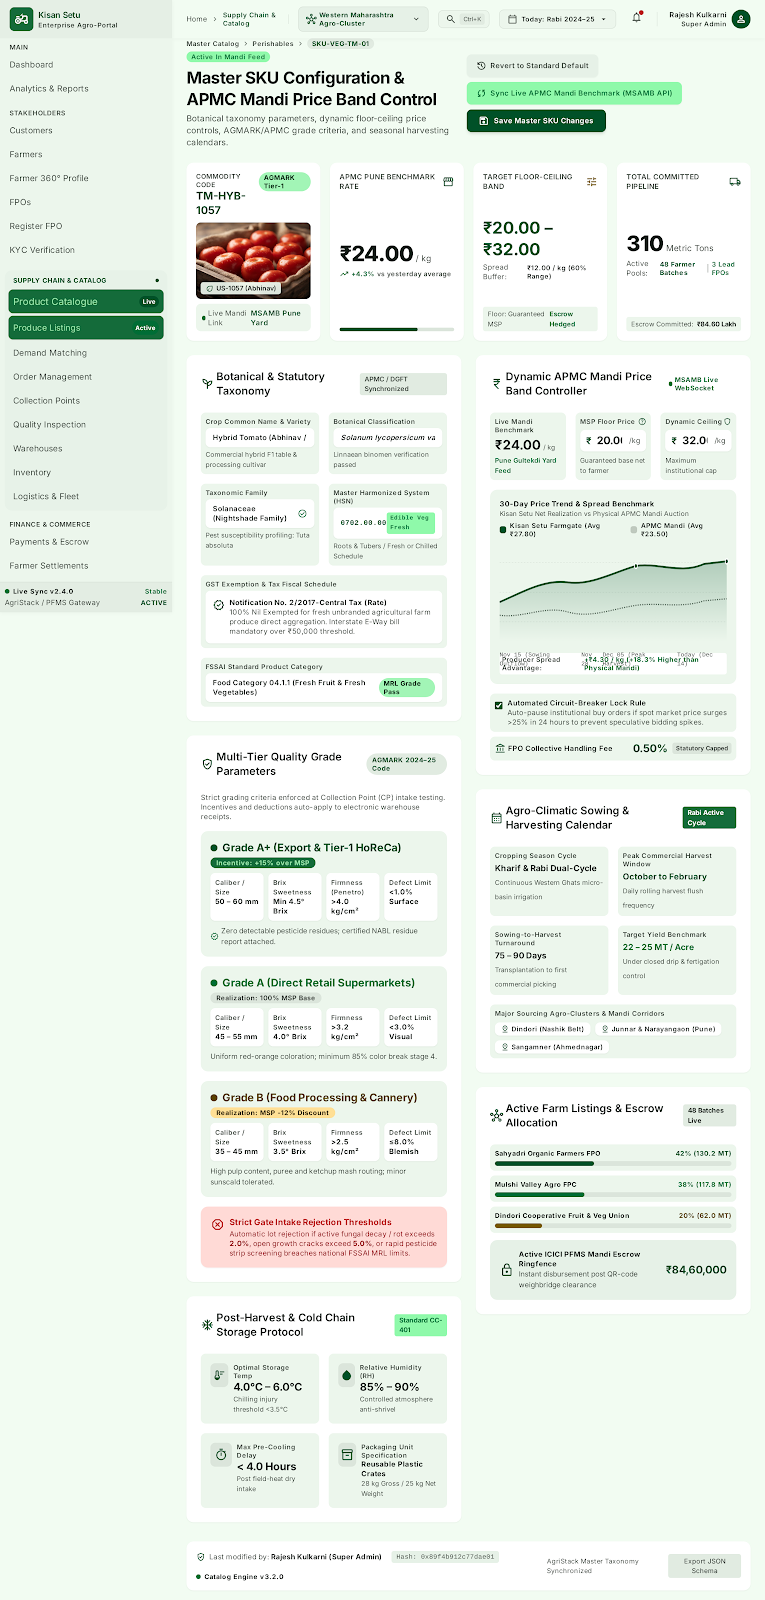 Kisan Setu
Enterprise Agro-Portal
MAIN
Dashboard
Analytics & Reports
STAKEHOLDERS
Customers
Farmers
Farmer 360° Profile
FPOs
Register FPO
KYC Verification
SUPPLY CHAIN & CATALOG
Product Catalogue
Live
Produce Listings
Active
Demand Matching
Order Management
Collection Points
Quality Inspection
Warehouses
Inventory
Logistics & Fleet
FINANCE & COMMERCE
Payments & Escrow
Farmer Settlements
Live Sync v2.4.0
Stable
AgriStack / PFMS Gateway
ACTIVE
Home
Supply Chain &
Catalog
Western Maharashtra
Agro-Cluster
Ctrl+K
Today: Rabi 2024–25
Rajesh Kulkarni
Super Admin
Master Catalog
Perishables
SKU-VEG-TM-01
Active In Mandi Feed
Master SKU Configuration &
APMC Mandi Price Band Control
Botanical taxonomy parameters, dynamic floor-ceiling price
controls, AGMARK/APMC grade criteria, and seasonal harvesting
calendars.
Revert to Standard Default
Sync Live APMC Mandi Benchmark (MSAMB API)
Save Master SKU Changes
COMMODITY
CODE
AGMARK
Tier-1
TM-HYB-
1057
US-1057 (Abhinav)
Live Mandi
Link
MSAMB Pune
Yard
APMC PUNE BENCHMARK
RATE
₹24.00 / kg
+4.3% vs yesterday average
TARGET FLOOR-CEILING
BAND
₹20.00 –
₹32.00
Spread
Buffer:
₹12.00 / kg (60%
Range)
Floor: Guaranteed
MSP
Escrow
Hedged
TOTAL COMMITTED
PIPELINE
310 Metric Tons
Active
Pools:
48 Farmer
Batches
3 Lead
FPOs
Escrow Committed: ₹84.60 Lakh
Botanical & Statutory
Taxonomy
APMC / DGFT
Synchronized
Crop Common Name & Variety
Hybrid Tomato (Abhinav /
Commercial hybrid F1 table &
processing cultivar
Botanical Classification
Solanum lycopersicum va
Linnaean binomen verification
passed
Taxonomic Family
Solanaceae
(Nightshade Family)
Pest susceptibility profiling: Tuta
absoluta
Master Harmonized System
(HSN)
0702.00.00
Edible Veg
Fresh
Roots & Tubers / Fresh or Chilled
Schedule
GST Exemption & Tax Fiscal Schedule
Notification No. 2/2017-Central Tax (Rate)
100% Nil Exempted for fresh unbranded agricultural farm
produce direct aggregation. Interstate E-Way bill
mandatory over ₹50,000 threshold.
FSSAI Standard Product Category
Food Category 04.1.1 (Fresh Fruit & Fresh
Vegetables)
MRL Grade
Pass
Dynamic APMC Mandi Price
Band Controller
MSAMB Live
WebSocket
Live Mandi
Benchmark
₹24.00 / kg
Pune Gultekdi Yard
Feed
MSP Floor Price
₹ 20.0 /kg
Guaranteed base net
to farmer
Dynamic Ceiling
₹ 32.0 /kg
Maximum
institutional cap
30-Day Price Trend & Spread Benchmark
Kisan Setu Net Realization vs Physical APMC Mandi Auction
Kisan Setu Farmgate (Avg
₹27.80)
APMC Mandi (Avg
₹23.50)
Nov 15 (Sowing
Nov
Dec 05 (Peak
Today (Dec
Producer Spread
Advantage:
+₹4.30 / kg (+18.3% Higher than
Physical Mandi)
Automated Circuit-Breaker Lock Rule
Auto-pause institutional buy orders if spot market price surges
>25% in 24 hours to prevent speculative bidding spikes.
FPO Collective Handling Fee
0.50%
Statutory Capped
Multi-Tier Quality Grade
Parameters
AGMARK 2024–25
Code
Strict grading criteria enforced at Collection Point (CP) intake testing.
Incentives and deductions auto-apply to electronic warehouse
receipts.
Grade A+ (Export & Tier-1 HoReCa)
Incentive: +15% over MSP
Caliber /
Size
50 – 60 mm
Brix
Sweetness
Min 4.5°
Brix
Firmness
(Penetro)
>4.0
kg/cm²
Defect Limit
<1.0%
Surface
Zero detectable pesticide residues; certified NABL residue
report attached.
Grade A (Direct Retail Supermarkets)
Realization: 100% MSP Base
Caliber /
Size
45 – 55 mm
Brix
Sweetness
4.0° Brix
Firmness
>3.2
kg/cm²
Defect Limit
<3.0%
Visual
Uniform red-orange coloration; minimum 85% color break stage 4.
Grade B (Food Processing & Cannery)
Realization: MSP -12% Discount
Caliber /
Size
35 – 45 mm
Brix
Sweetness
3.5° Brix
Firmness
>2.5
kg/cm²
Defect Limit
≤8.0%
Blemish
High pulp content, puree and ketchup mash routing; minor
sunscald tolerated.
Strict Gate Intake Rejection Thresholds
Automatic lot rejection if active fungal decay / rot exceeds
2.0%, open growth cracks exceed 5.0%, or rapid pesticide
strip screening breaches national FSSAI MRL limits.
Agro-Climatic Sowing &
Harvesting Calendar
Rabi Active
Cycle
Cropping Season Cycle
Kharif & Rabi Dual-Cycle
Continuous Western Ghats micro-
basin irrigation
Peak Commercial Harvest
Window
October to February
Daily rolling harvest flush
frequency
Sowing-to-Harvest
Turnaround
75 – 90 Days
Transplantation to first
commercial picking
Target Yield Benchmark
22 – 25 MT / Acre
Under closed drip & fertigation
control
Major Sourcing Agro-Clusters & Mandi Corridors
Dindori (Nashik Belt)
Junnar & Narayangaon (Pune)
Sangamner (Ahmednagar)
Active Farm Listings & Escrow
Allocation
48 Batches
Live
Sahyadri Organic Farmers FPO
42% (130.2 MT)
Mulshi Valley Agro FPC
38% (117.8 MT)
Dindori Cooperative Fruit & Veg Union
20% (62.0 MT)
Active ICICI PFMS Mandi Escrow
Ringfence
Instant disbursement post QR-code
weighbridge clearance
₹84,60,000
Post-Harvest & Cold Chain
Storage Protocol
Standard CC-
401
Optimal Storage
Temp
4.0°C – 6.0°C
Chilling injury
threshold <3.5°C
Relative Humidity
(RH)
85% – 90%
Controlled atmosphere
anti-shrivel
Max Pre-Cooling
Delay
< 4.0 Hours
Post field-heat dry
intake
Packaging Unit
Specification
Reusable Plastic
Crates
28 kg Gross / 25 kg Net
Weight
Last modified by: Rajesh Kulkarni (Super Admin)
Hash: 0x89f4b912c77dae01
Catalog Engine v3.2.0
AgriStack Master Taxonomy
Synchronized
Export JSON
Schema